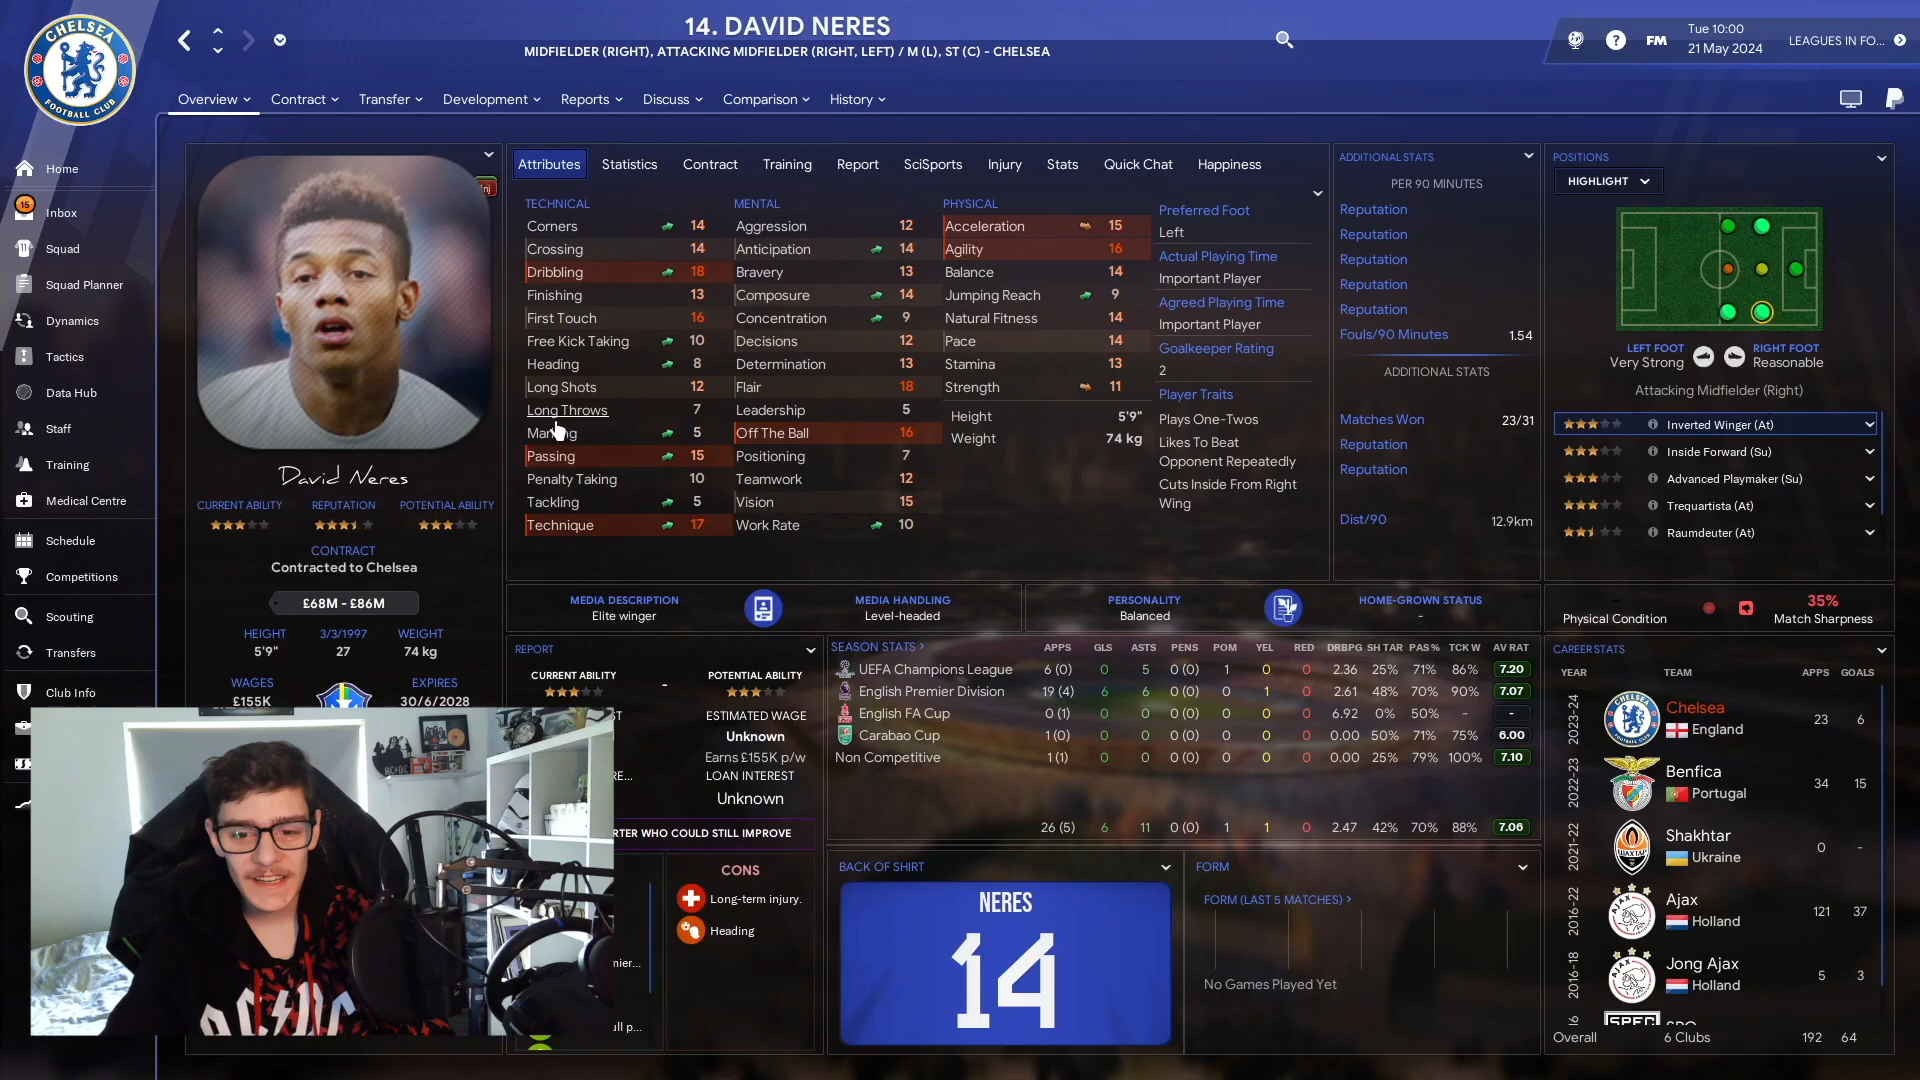 CHELSEA
FOOTBALL CLUB
14. DAVID NERES
MIDFIELDER (RIGHT), ATTACKING MIDFIELDER (RIGHT, LEFT) / M (L), ST (C) - CHELSEA
FM
Tue 10:00
21 May 2024
LEAGUES IN FO...
Overview
Contract
Transfer
Development
Reports
Discuss
Comparison
History
Home
15
Inbox
Squad
Squad Planner
Dynamics
Tactics
Data Hub
Staff
Training
Medical Centre
Schedule
Competitions
Scouting
Transfers
Club Info
David Neres
CURRENT ABILITY
REPUTATION
POTENTIAL ABILITY
CONTRACT
Contracted to Chelsea
£68M - £86M
HEIGHT 3/3/1997 WEIGHT
5'9" 27 74 kg
WAGES EXPIRES
£155K 30/6/2028
Attributes
Statistics
Contract
Training
Report
SciSports
Injury
Stats
Quick Chat
Happiness
TECHNICAL
Corners 14
Crossing 14
Dribbling 18
Finishing 13
First Touch 16
Free Kick Taking 10
Heading 8
Long Shots 12
Long Throws 7
Marking 5
Passing 15
Penalty Taking 10
Tackling 5
Technique 17
MENTAL
Aggression 12
Anticipation 14
Bravery 13
Composure 14
Concentration 9
Decisions 12
Determination 13
Flair 18
Leadership 5
Off The Ball 16
Positioning 7
Teamwork 12
Vision 15
Work Rate 10
PHYSICAL
Acceleration 15
Agility 16
Balance 14
Jumping Reach 9
Natural Fitness 14
Pace 14
Stamina 13
Strength 11
Height 5'9"
Weight 74 kg
Preferred Foot
Left
Actual Playing Time
Important Player
Agreed Playing Time
Important Player
Goalkeeper Rating
2
Player Traits
Plays One-Twos
Likes To Beat
Opponent Repeatedly
Cuts Inside From Right
Wing
ADDITIONAL STATS
PER 90 MINUTES
Reputation
Reputation
Reputation
Reputation
Reputation
Fouls/90 Minutes 1.54
ADDITIONAL STATS
Matches Won 23/31
Reputation
Reputation
Dist/90 12.9km
POSITIONS
HIGHLIGHT
LEFT FOOT
Very Strong
RIGHT FOOT
Reasonable
Attacking Midfielder (Right)
Inverted Winger (At)
Inside Forward (Su)
Advanced Playmaker (Su)
Trequartista (At)
Raumdeuter (At)
MEDIA DESCRIPTION
Elite winger
MEDIA HANDLING
Level-headed
PERSONALITY
Balanced
HOME-GROWN STATUS
-
-
Physical Condition
35%
Match Sharpness
REPORT
CURRENT ABILITY
-
POTENTIAL ABILITY
ESTIMATED WAGE
Unknown
Earns £155K p/w
LOAN INTEREST
Unknown
RTER WHO COULD STILL IMPROVE
CONS
Long-term injury.
Heading
mier...
ull p...
SEASON STATS > APPS GLS ASTS PENS POM YEL RED DRBPG SH TAR PAS% TCK W AV RAT
UEFA Champions League 6 (0) 0 5 0 (0) 1 0 0 2.36 25% 71% 86% 7.20
English Premier Division 19 (4) 6 6 0 (0) 0 1 0 2.61 48% 70% 90% 7.07
English FA Cup 0 (1) 0 0 0 (0) 0 0 0 6.92 0% 50% - -
Carabao Cup 1 (0) 0 0 0 (0) 0 0 0 0.00 50% 71% 75% 6.00
Non Competitive 1 (1) 0 0 0 (0) 0 0 0 0.00 25% 79% 100% 7.10
26 (5) 6 11 0 (0) 1 1 0 2.47 42% 70% 88% 7.06
BACK OF SHIRT
NERES
14
FORM
FORM (LAST 5 MATCHES) >
No Games Played Yet
CAREER STATS
YEAR TEAM APPS GOALS
2023-24 Chelsea England 23 6
2022-23 Benfica Portugal 34 15
2021-22 Shakhtar Ukraine 0 -
2016-22 Ajax Holland 121 37
2016-18 Jong Ajax Holland 5 3
SPFC
Overall 6 Clubs 192 64
AC/DC